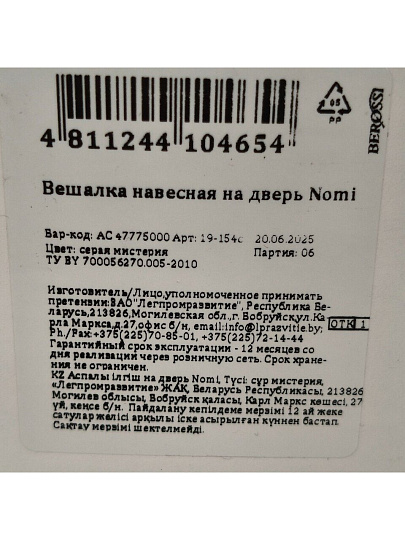 05
PP
BEROSSI
4 811244 104654
Вешалка навесная на дверь Nomi
Вар-код: АС 47775000 Арт: 19-154с 20.06.2025
Цвет: серая мистерия Партия: 06
ТУ BY 700056270.005-2010
Изготовитель/Лицо,уполномоченное принимать
претензии:ВАО"Легпромразвитие", Республика Бе-
ларусь,213826,Могилевская обл.,г. Бобруйск,ул.Ка
рла Маркса,д.27,офис б/н, email:info@lprazvitie.by; ОТК 1
Ph./Fax:+375(225)70-85-01, +375(225)72-14-44
Гарантийный срок эксплуатации - 12 месяцев со
дня реализации через розничную сеть. Срок хране-
ния не ограничен.
KZ Аспалы ілгіш на дверь Nomi, Түсі: сұр мистерия,
«Легпромразвитие» ЖАҚ, Беларусь Республикасы, 213826
Могилев облысы, Бобруйск қаласы, Карл Маркс көшесі, 27
үй, кеңсе б/н. Пайдалану кепілдеме мерзімі 12 ай жеке
сатулар желісі арқылы іске асырылған күннен бастап.
Сақтау мерзімі шектелмейді.